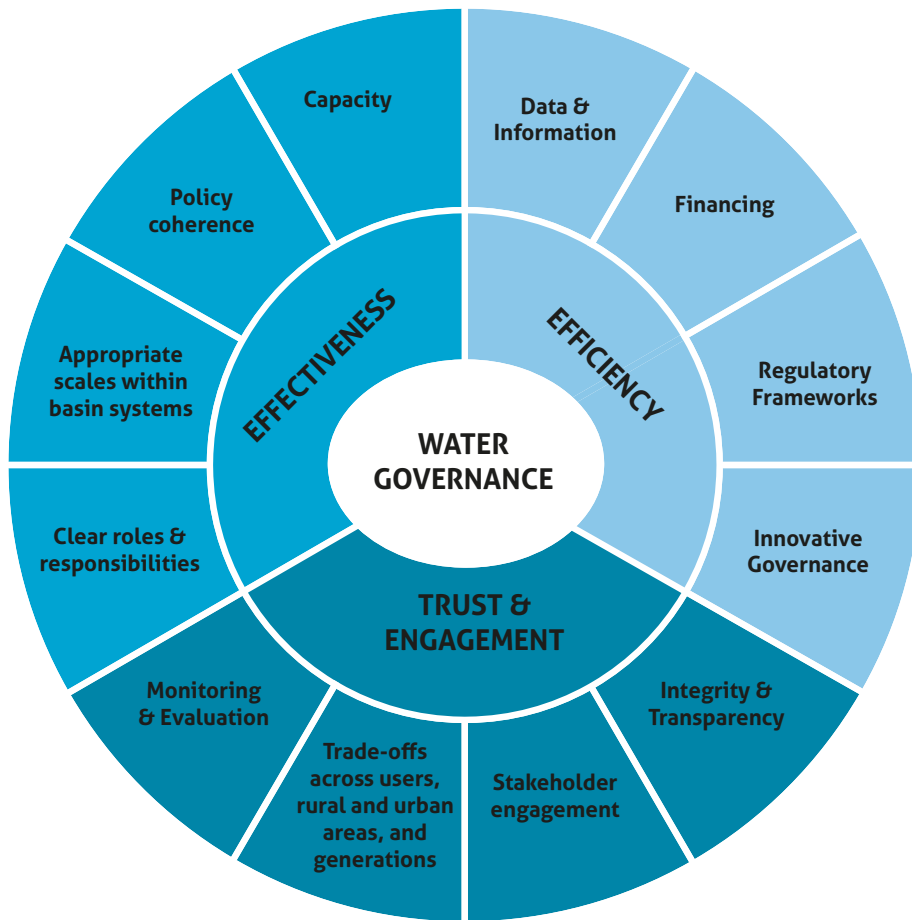 Capacity
Data &
Information
Policy
coherence
Financing
EFFECTIVENESS
EFFICIENCY
Appropriate
scales within
basin systems
Regulatory
Frameworks
WATER
GOVERNANCE
Clear roles &
responsibilities
Innovative
Governance
TRUST &
ENGAGEMENT
Monitoring
& Evaluation
Integrity &
Transparency
Trade-offs
across users,
rural and urban
areas, and
generations
Stakeholder
engagement